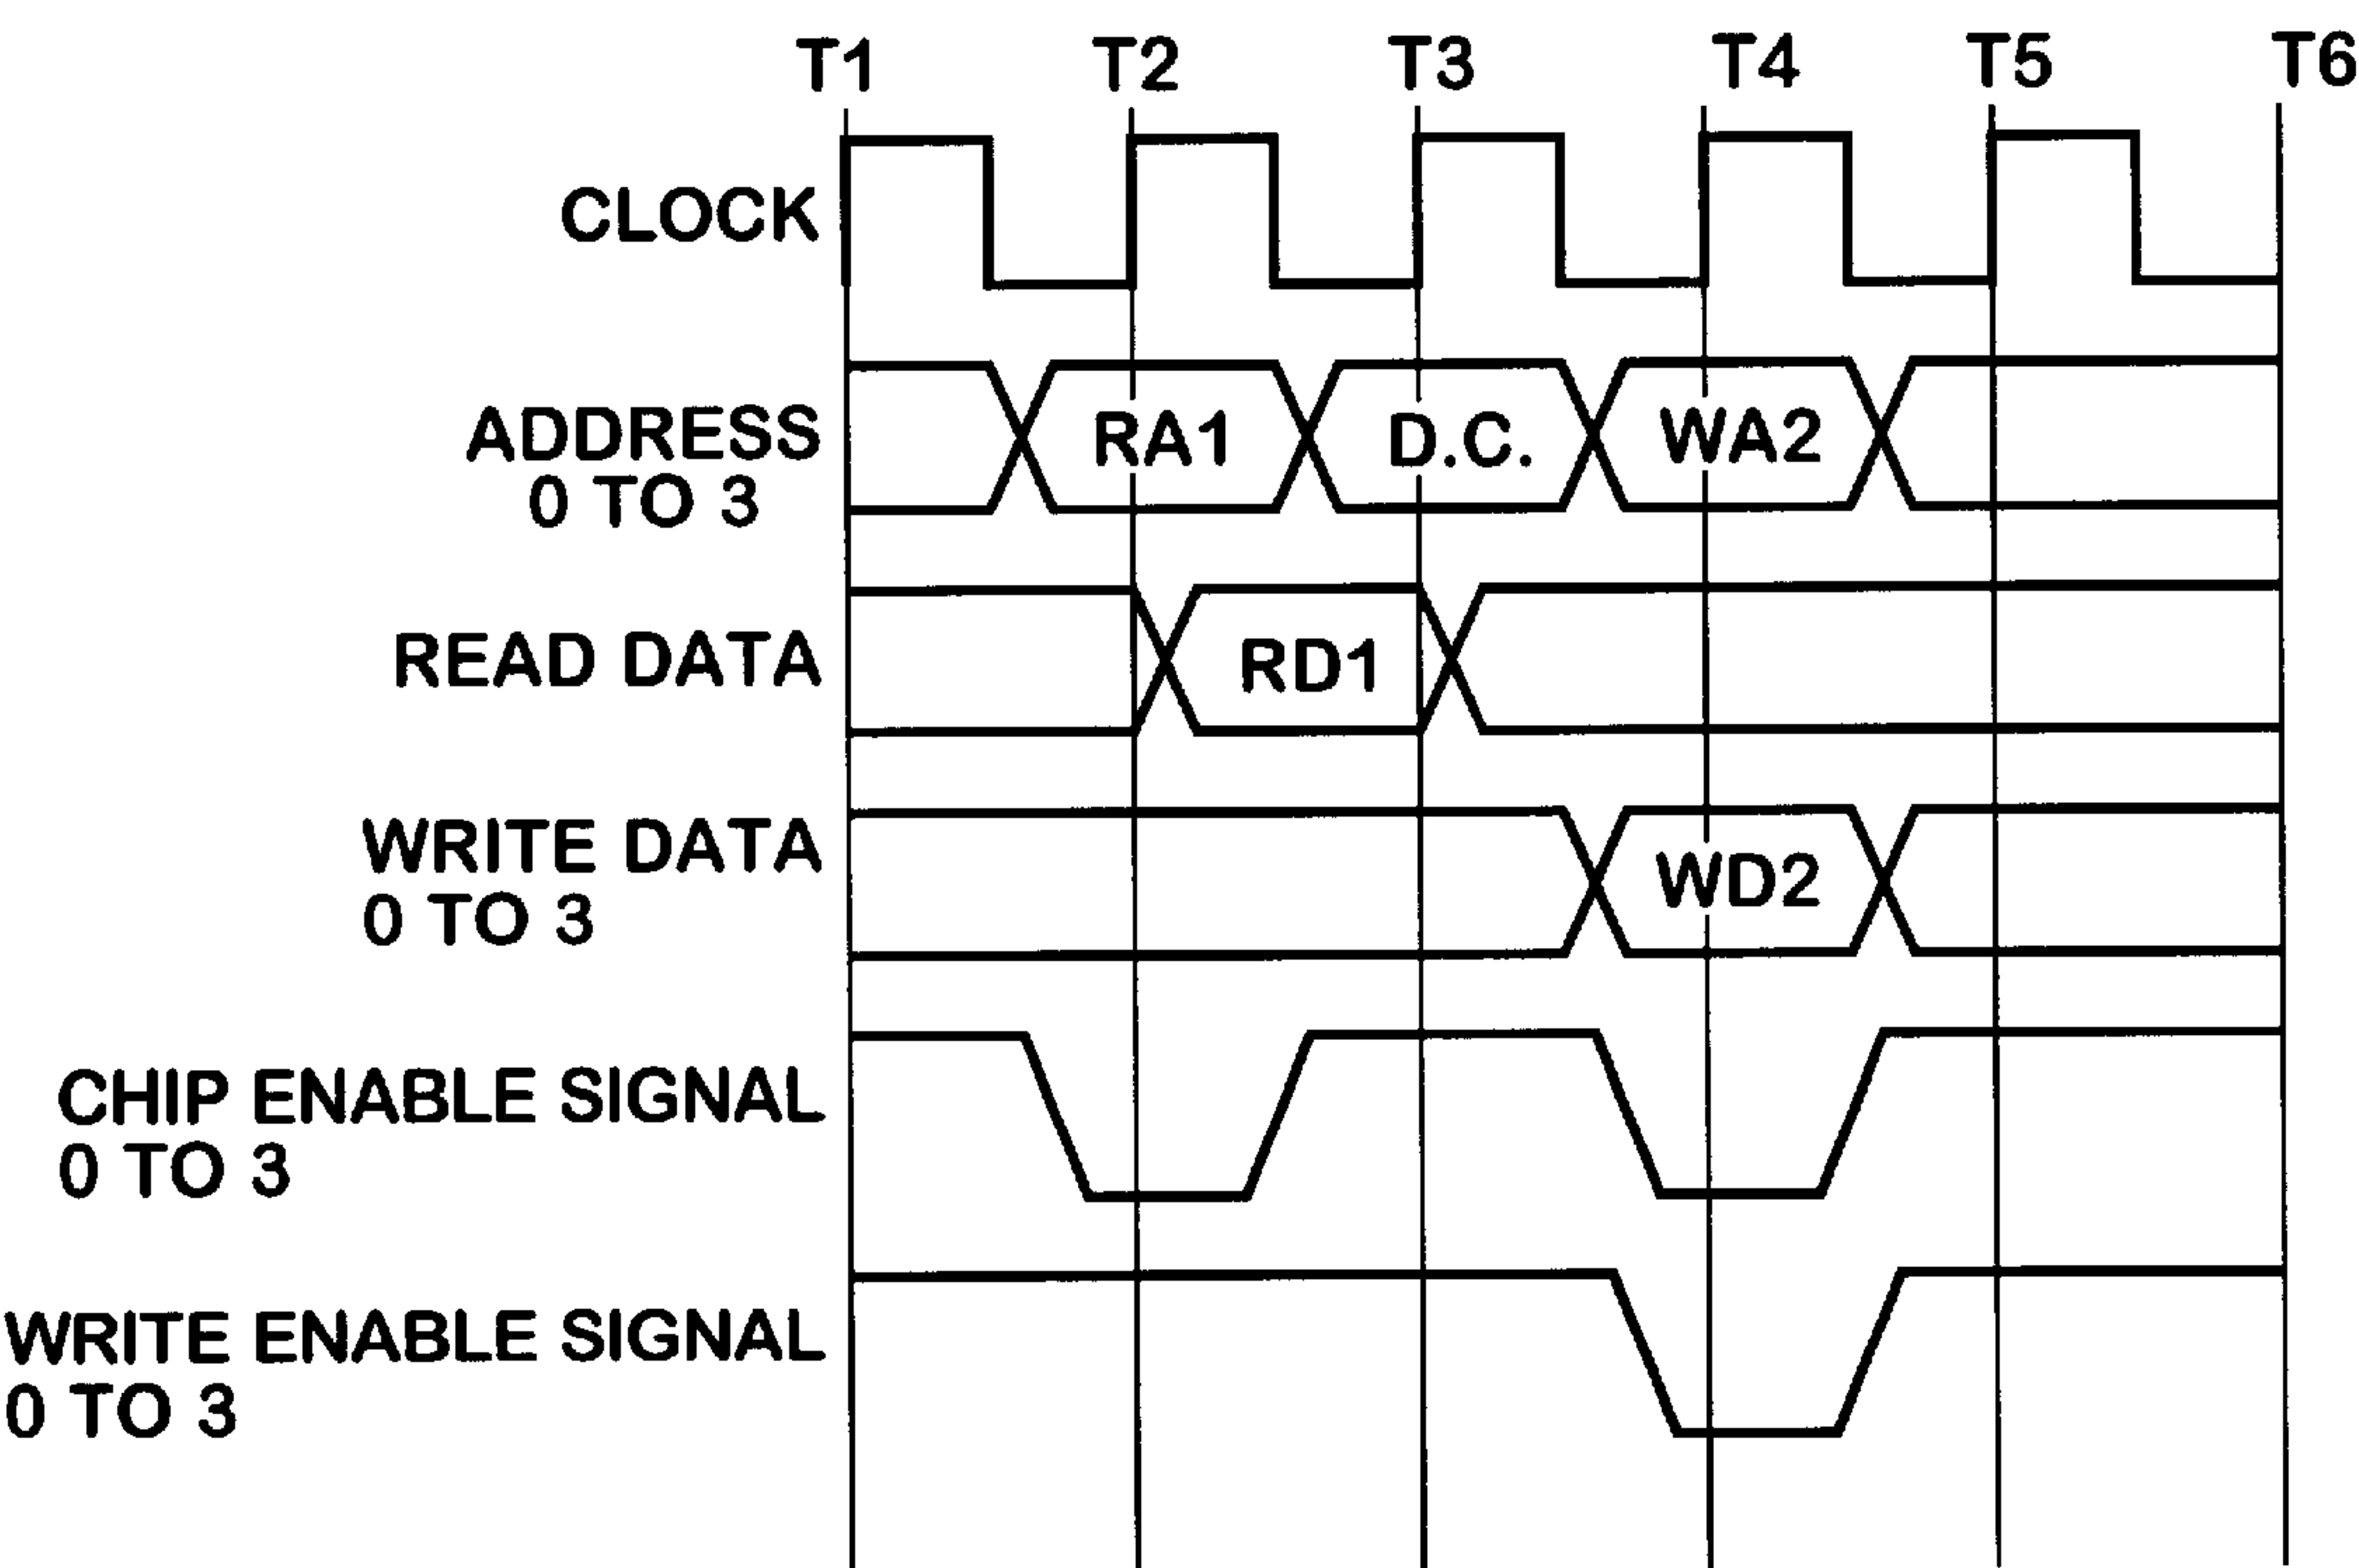 T1 T2 T3 T4 T5 T6
CLOCK
ADDRESS
0 TO 3
RA1 D.C. WA2
READ DATA
RD1
WRITE DATA
0 TO 3
WD2
CHIP ENABLE SIGNAL
0 TO 3
WRITE ENABLE SIGNAL
0 TO 3